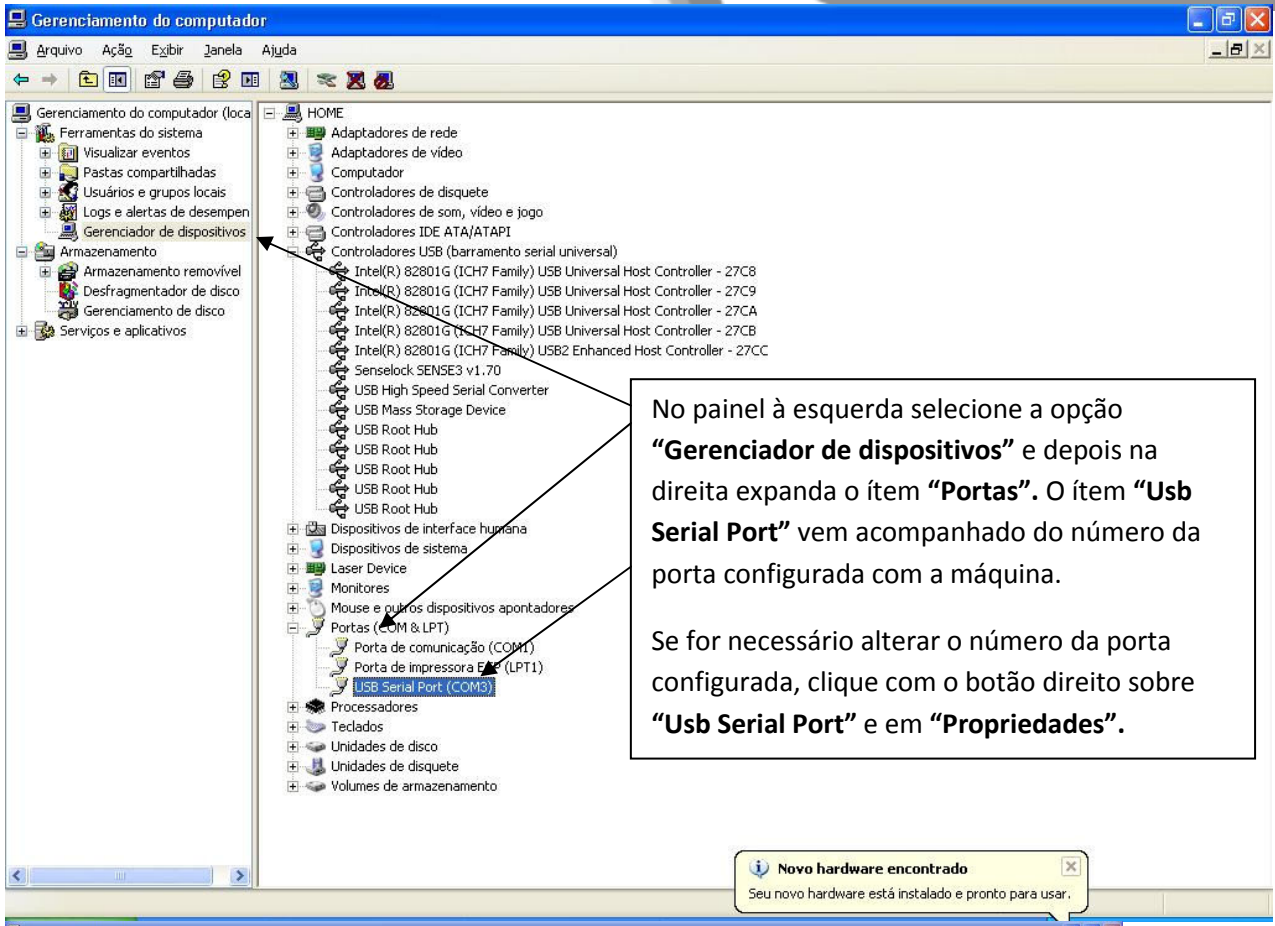 Gerenciamento do computador
Arquivo Ação Exibir Janela Ajuda
Gerenciamento do computador (loca
Ferramentas do sistema
Visualizar eventos
Pastas compartilhadas
Usuários e grupos locais
Logs e alertas de desempen
Gerenciador de dispositivos
Armazenamento
Armazenamento removível
Desfragmentador de disco
Gerenciamento de disco
Serviços e aplicativos
HOME
Adaptadores de rede
Adaptadores de vídeo
Computador
Controladores de disquete
Controladores de som, vídeo e jogo
Controladores IDE ATA/ATAPI
Controladores USB (barramento serial universal)
Intel(R) 82801G (ICH7 Family) USB Universal Host Controller - 27C8
Intel(R) 82801G (ICH7 Family) USB Universal Host Controller - 27C9
Intel(R) 82801G (ICH7 Family) USB Universal Host Controller - 27CA
Intel(R) 82801G (ICH7 Family) USB Universal Host Controller - 27CB
Intel(R) 82801G (ICH7 Family) USB2 Enhanced Host Controller - 27CC
Senselock SENSE3 v1.70
USB High Speed Serial Converter
USB Mass Storage Device
USB Root Hub
USB Root Hub
USB Root Hub
USB Root Hub
USB Root Hub
Dispositivos de interface humana
Dispositivos de sistema
Laser Device
Monitores
Mouse e outros dispositivos apontadores
Portas (COM & LPT)
Porta de comunicação (COM1)
Porta de impressora ECP (LPT1)
USB Serial Port (COM3)
Processadores
Teclados
Unidades de disco
Unidades de disquete
Volumes de armazenamento
No painel à esquerda selecione a opção
“Gerenciador de dispositivos” e depois na
direita expanda o ítem “Portas”. O ítem “Usb
Serial Port” vem acompanhado do número da
porta configurada com a máquina.
Se for necessário alterar o número da porta
configurada, clique com o botão direito sobre
“Usb Serial Port” e em “Propriedades”.
Novo hardware encontrado
Seu novo hardware está instalado e pronto para usar.